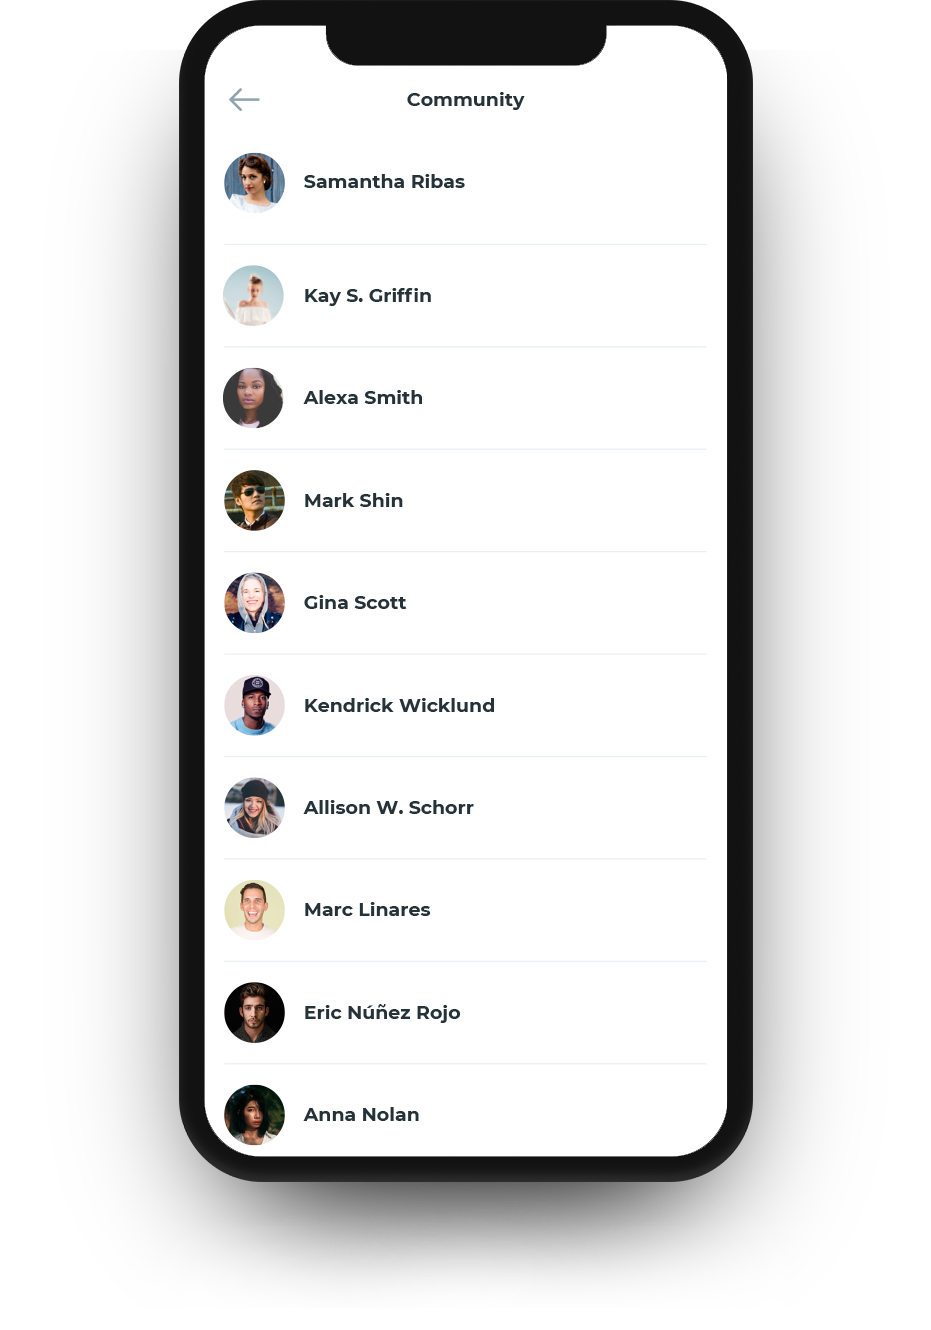 Community
Samantha Ribas
Kay S. Griffin
Alexa Smith
Mark Shin
Gina Scott
Kendrick Wicklund
Allison W. Schorr
Marc Linares
Eric Núñez Rojo
Anna Nolan